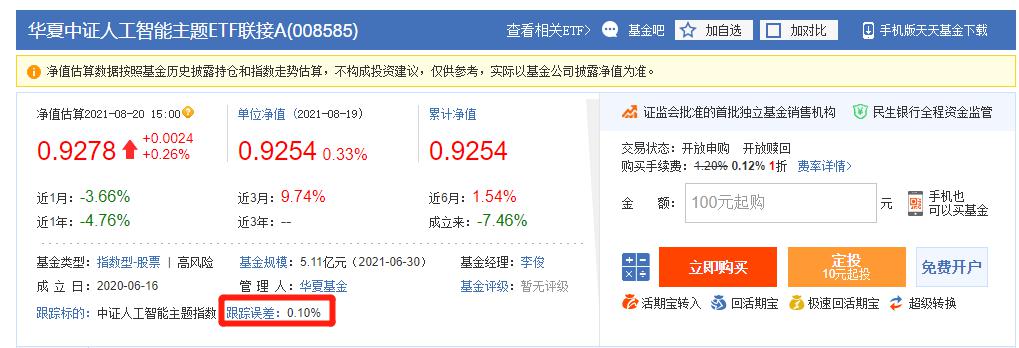 华夏中证人工智能主题ETF联接A(008585)
查看相关ETF> 基金吧 加自选 加对比 手机版天天基金下载
净值估算数据按照基金历史披露持仓和指数走势估算，不构成投资建议，仅供参考，实际以基金公司披露净值为准。
净值估算2021-08-20 15:00
0.9278 +0.0024 +0.26%
单位净值（2021-08-19）
0.9254 0.33%
累计净值
0.9254
近1月：-3.66% 近3月：9.74% 近6月：1.54%
近1年：-4.76% 近3年：-- 成立来：-7.46%
基金类型：指数型-股票 | 高风险 基金规模：5.11亿元（2021-06-30） 基金经理：李俊
成 立 日：2020-06-16 管 理 人：华夏基金 基金评级：暂无评级
跟踪标的：中证人工智能主题指数 跟踪误差：0.10%
证监会批准的首批独立基金销售机构 民生银行全程资金监管
交易状态：开放申购 开放赎回
购买手续费：1.20% 0.12% 1折 费率详情>
金 额： 100元起购 元
手机也
可以买基金
立即购买
定投
10元起投
免费开户
活期宝转入 回活期宝 极速回活期宝 超级转换